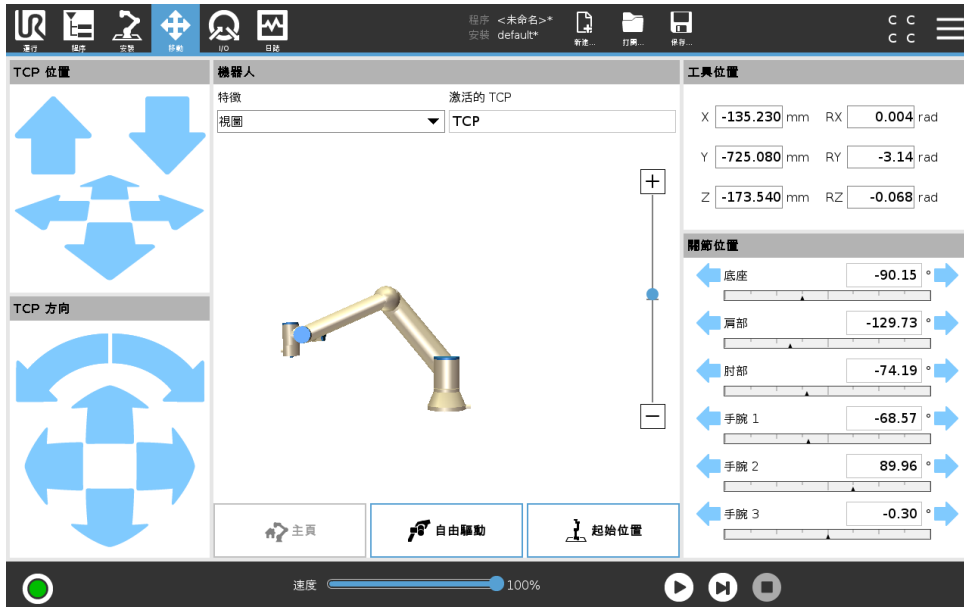 程序 <未命名>*
安裝 default*
運行
程序
安裝
移動
I/O
日誌
新建...
打開...
保存...
C C
C C
TCP 位置
機器人
特徵
激活的 TCP
視圖
TCP
工具位置
X -135.230 mm RX 0.004 rad
Y -725.080 mm RY -3.14 rad
Z -173.540 mm RZ -0.068 rad
關節位置
底座 -90.15 °
肩部 -129.73 °
肘部 -74.19 °
手腕 1 -68.57 °
手腕 2 89.96 °
手腕 3 -0.30 °
TCP 方向
主頁
自由驅動
起始位置
速度 100%